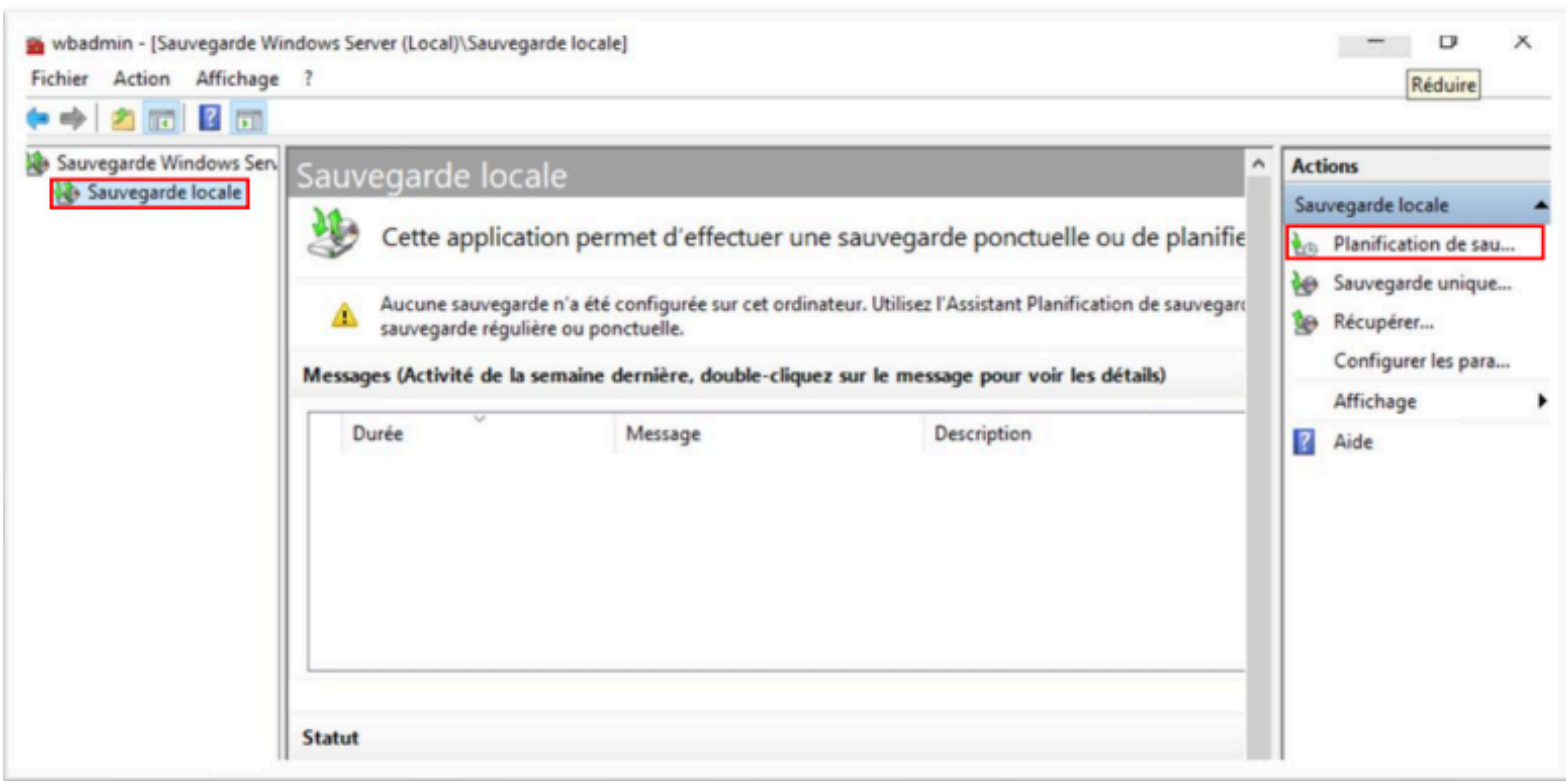 wbadmin - [Sauvegarde Windows Server (Local)\Sauvegarde locale]
Fichier Action Affichage ?
Réduire
Sauvegarde Windows Serv
Sauvegarde locale
Sauvegarde locale
Cette application permet d'effectuer une sauvegarde ponctuelle ou de planifie
Aucune sauvegarde n'a été configurée sur cet ordinateur. Utilisez l'Assistant Planification de sauvegard
sauvegarde régulière ou ponctuelle.
Messages (Activité de la semaine dernière, double-cliquez sur le message pour voir les détails)
Durée Message Description
Statut
Actions
Sauvegarde locale
Planification de sau...
Sauvegarde unique...
Récupérer...
Configurer les para...
Affichage
Aide